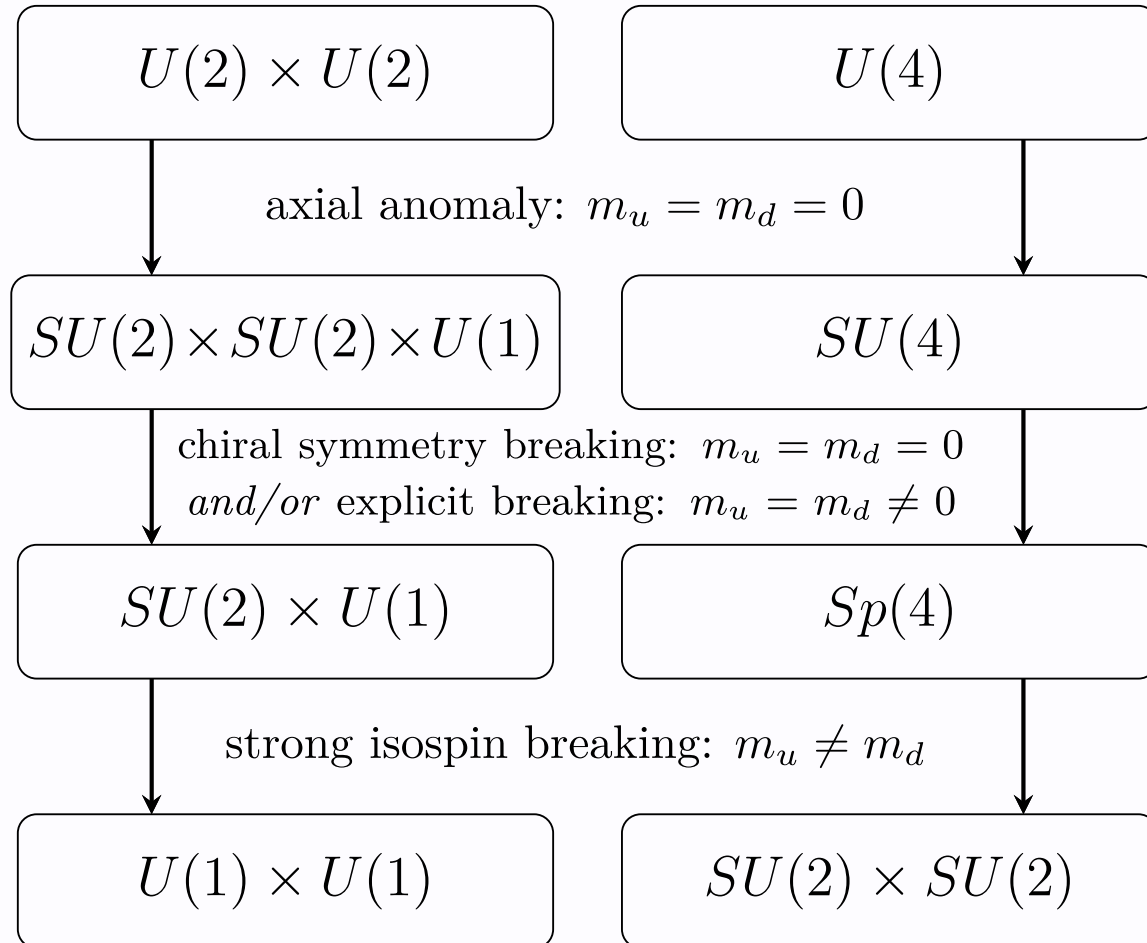 U(2) × U(2)
U(4)
axial anomaly: m_u = m_d = 0
SU(2)×SU(2)×U(1)
SU(4)
chiral symmetry breaking: m_u = m_d = 0
and/or explicit breaking: m_u = m_d ≠ 0
SU(2) × U(1)
Sp(4)
strong isospin breaking: m_u ≠ m_d
U(1) × U(1)
SU(2) × SU(2)